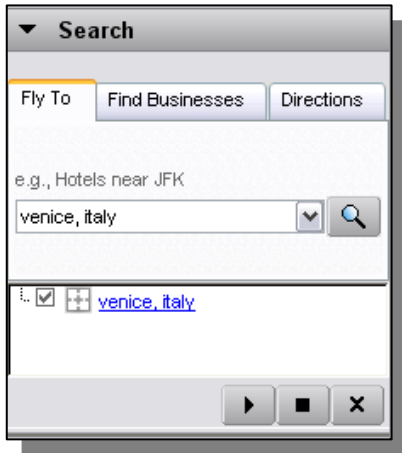 Search
Fly To Find Businesses Directions
e.g., Hotels near JFK
venice, italy
venice, italy